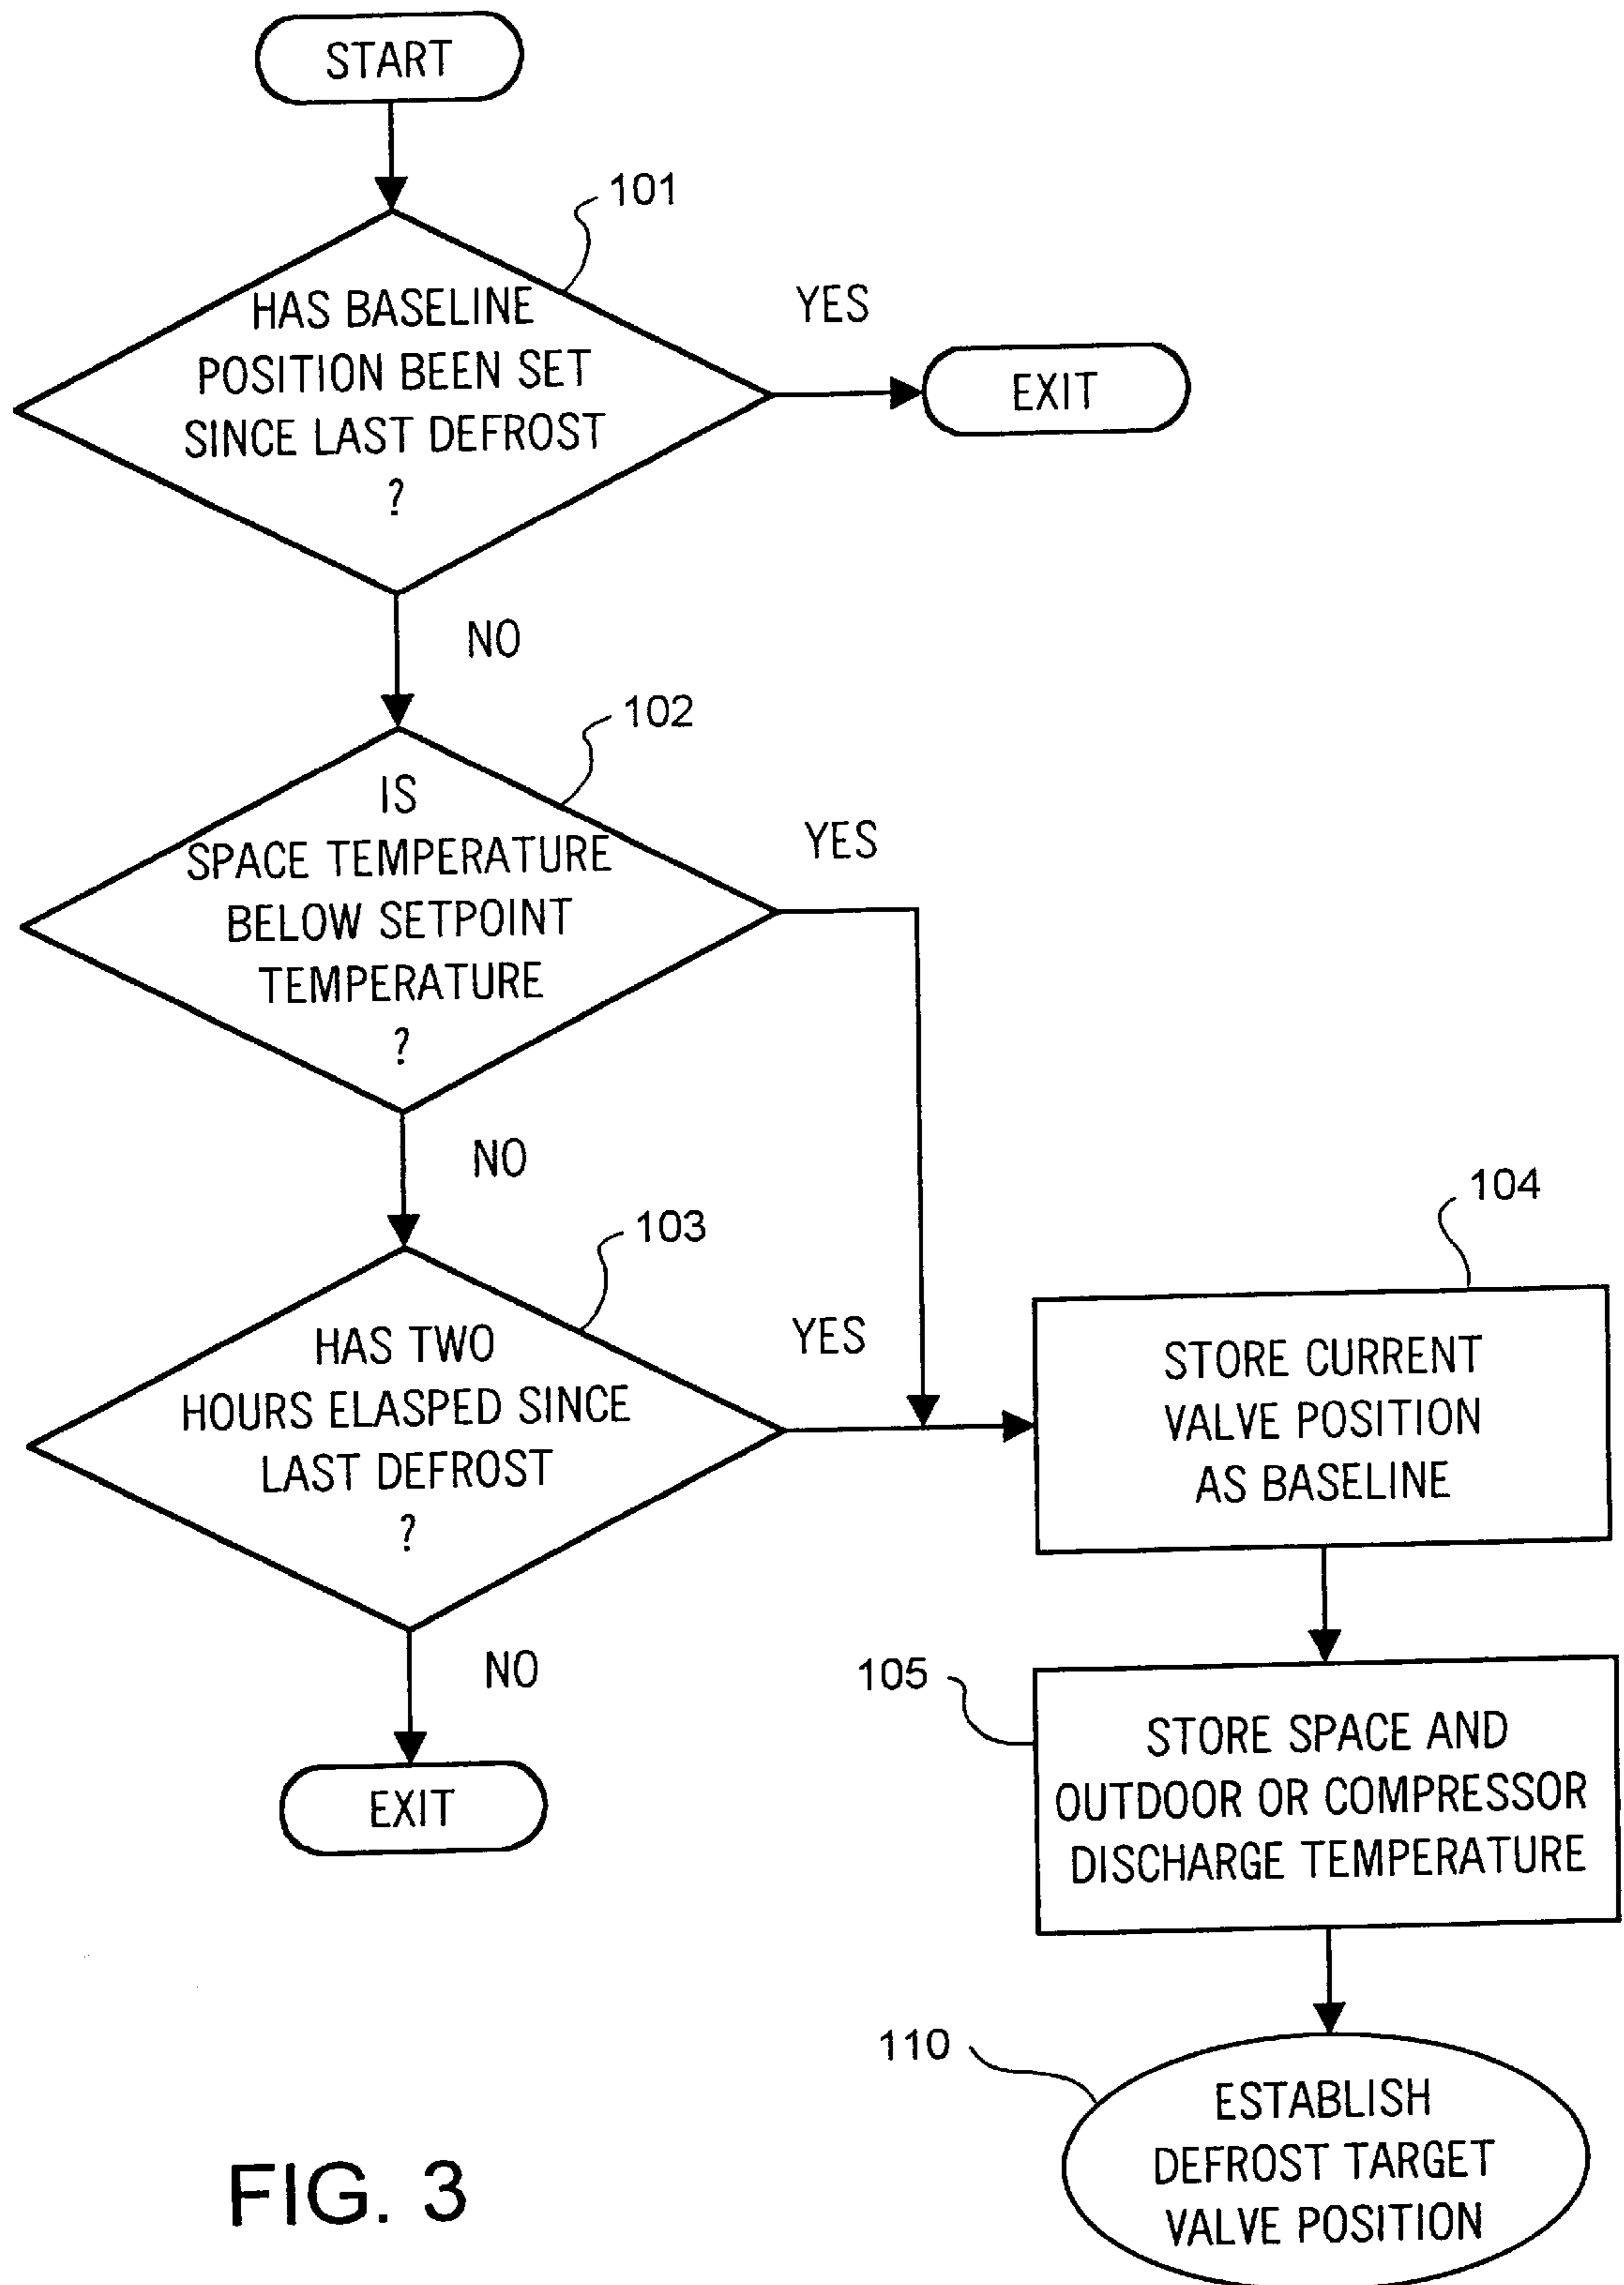 START
101
HAS BASELINE
POSITION BEEN SET
SINCE LAST DEFROST
?
YES
EXIT
NO
102
IS
SPACE TEMPERATURE
BELOW SETPOINT
TEMPERATURE
?
YES
NO
103
HAS TWO
HOURS ELASPED SINCE
LAST DEFROST
?
YES
NO
EXIT
104
STORE CURRENT
VALVE POSITION
AS BASELINE
105
STORE SPACE AND
OUTDOOR OR COMPRESSOR
DISCHARGE TEMPERATURE
110
ESTABLISH
DEFROST TARGET
VALVE POSITION
FIG. 3